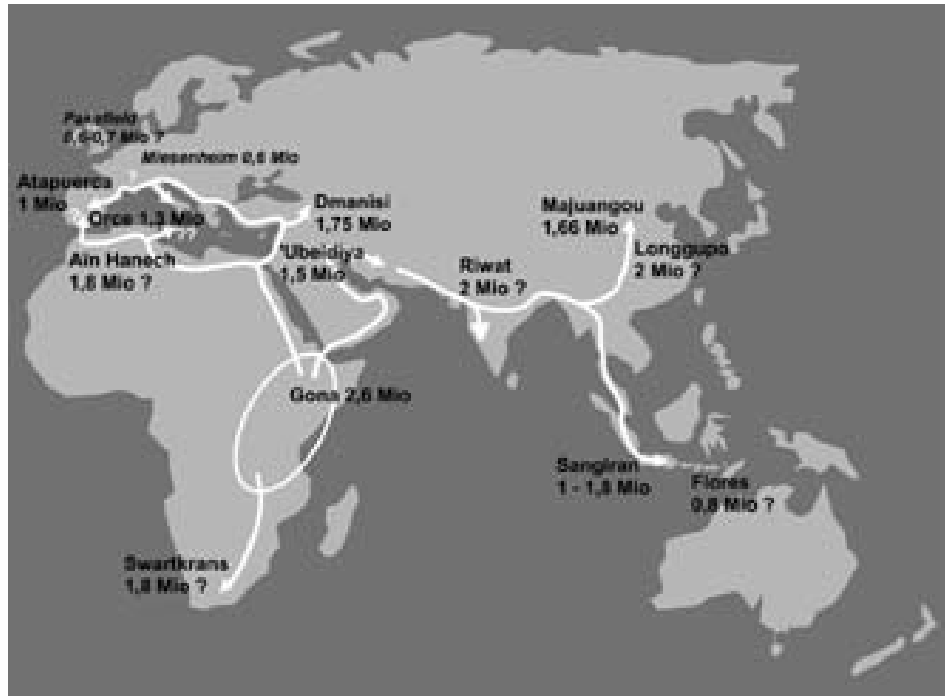 Pakefield
0,6-0,7 Mio ?
Miesenheim 0,6 Mio
Atapuerca
1 Mio
Orce 1,3 Mio
Ain Hanech
1,8 Mio ?
Dmanisi
1,75 Mio
'Ubeidiya
1,5 Mio
Riwat
2 Mio ?
Majuangou
1,66 Mio
Longgupo
2 Mio ?
Gona 2,6 Mio
Sangiran
1 - 1,8 Mio
Flores
0,8 Mio ?
Swartkrans
1,8 Mio ?